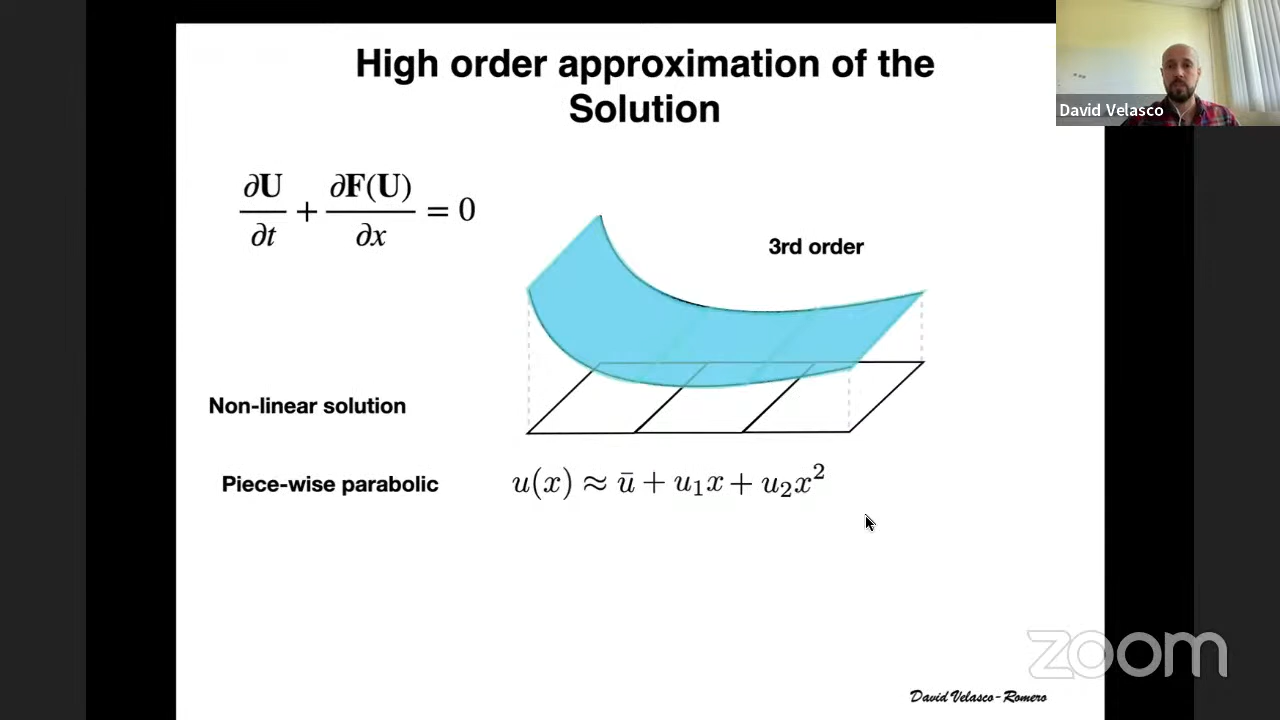 High order approximation of the
Solution
David Velasco
∂U/∂t + ∂F(U)/∂x = 0
3rd order
Non-linear solution
Piece-wise parabolic
u(x) ≈ ū + u₁x + u₂x²
zoom
David Velasco-Romero